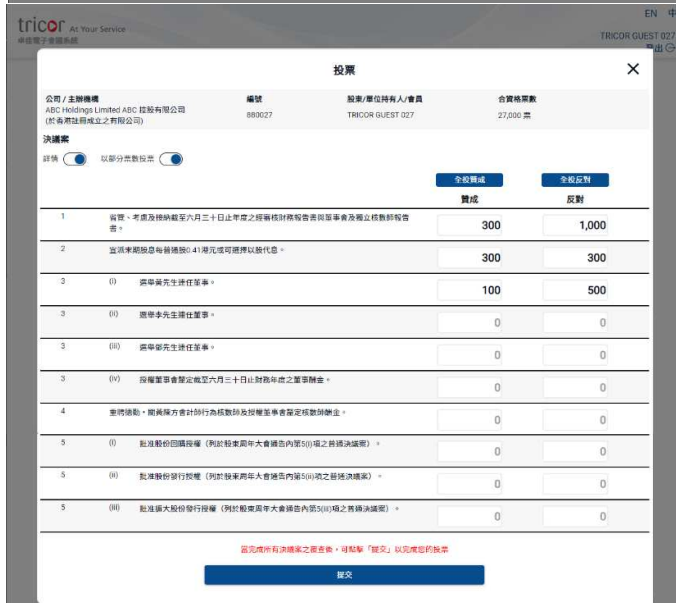 EN 中
tricor At Your Service
卓佳電子會議系統
TRICOR GUEST 027
登出
投票
公司 / 主辦機構 編號 股東/單位持有人/會員 合資格票數
ABC Holdings Limited ABC 控股有限公司 880027 TRICOR GUEST 027 27,000 票
(於香港註冊成立之有限公司)
決議案
詳情 以部分票數投票
全投贊成 全投反對
贊成 反對
1 省覽、考慮及接納截至六月三十日止年度之經審核財務報告書與董事會及獨立核數師報告書。 300 1,000
2 宣派末期股息每普通股0.41港元或可選擇以股代息。 300 300
3 (i) 選舉黃先生連任董事。 100 500
3 (ii) 選舉李先生連任董事。 0 0
3 (iii) 選舉鄧先生連任董事。 0 0
3 (iv) 授權董事會釐定截至六月三十日止財務年度之董事酬金。 0 0
4 重聘德勤•關黃陳方會計師行為核數師及授權董事會釐定核數師酬金。 0 0
5 (i) 批准股份回購授權（列於股東周年大會通告內第5(i)項之普通決議案）。 0 0
5 (ii) 批准股份發行授權（列於股東周年大會通告內第5(ii)項之普通決議案）。 0 0
5 (iii) 批准擴大股份發行授權（列於股東周年大會通告內第5(iii)項之普通決議案）。 0 0
當完成所有決議案之審查後，可點擊「提交」以完成您的投票
提交